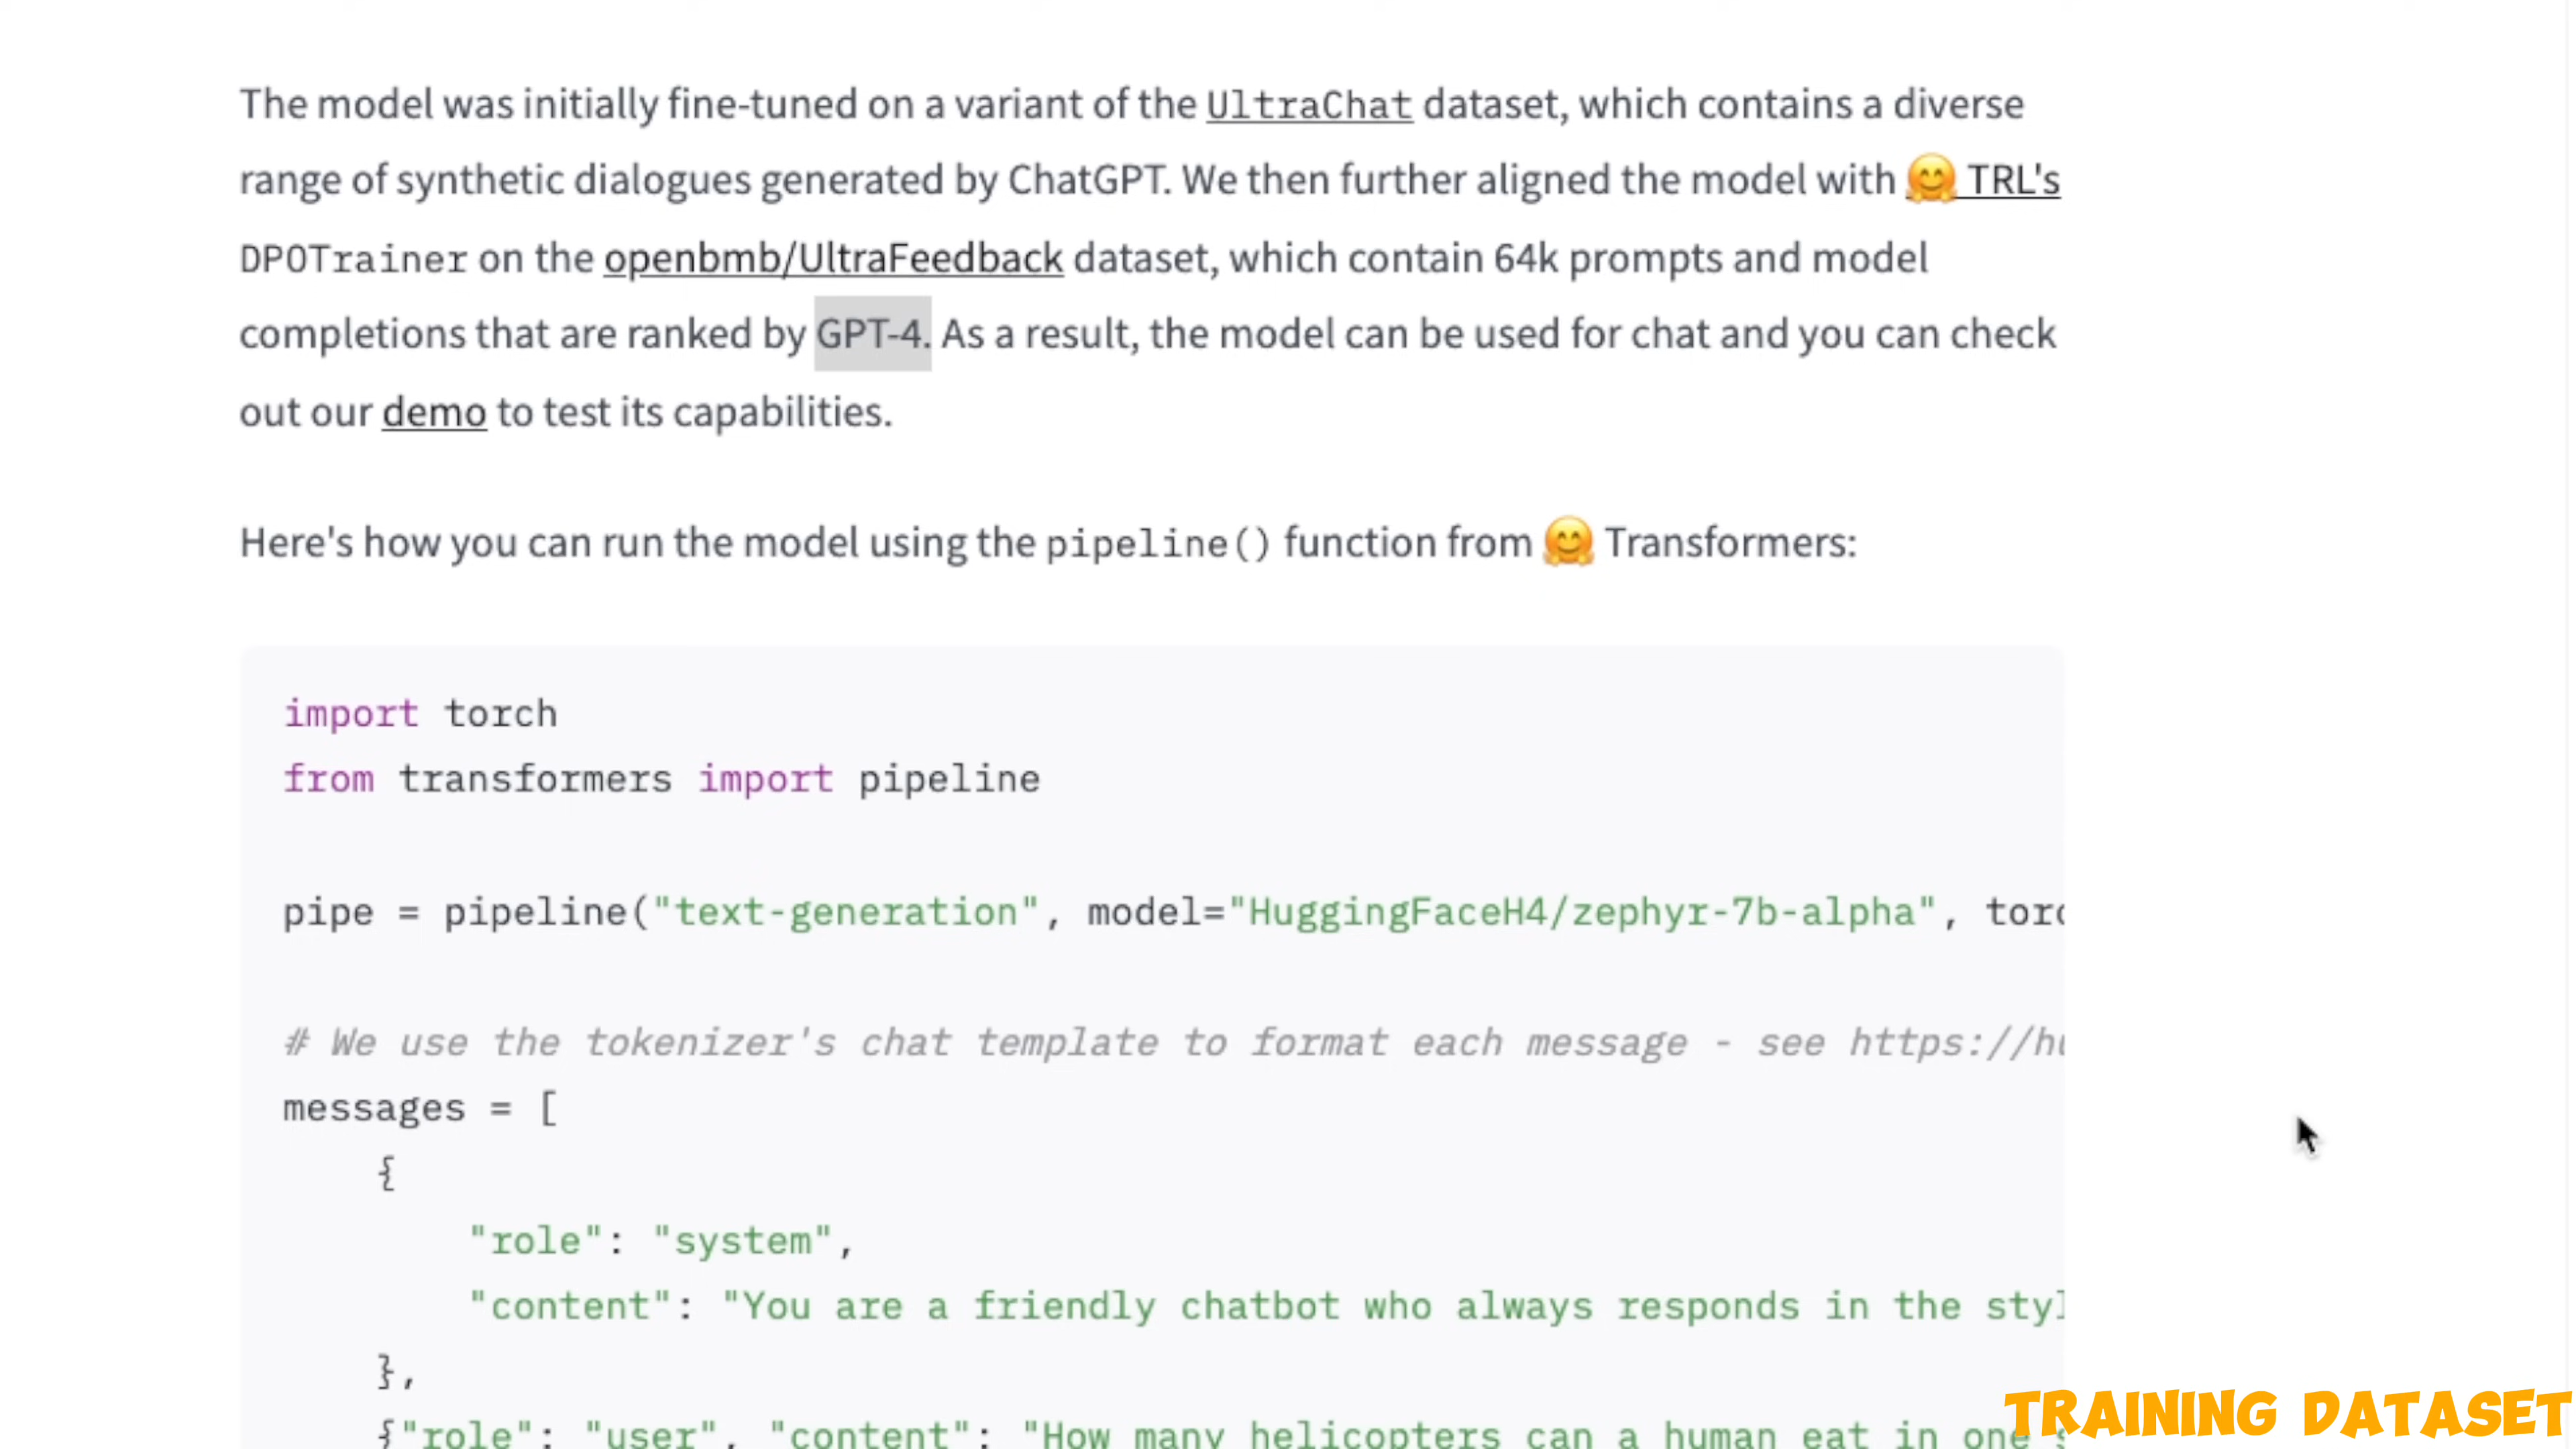 The model was initially fine-tuned on a variant of the UltraChat dataset, which contains a diverse
range of synthetic dialogues generated by ChatGPT. We then further aligned the model with 🤗 TRL's
DPOTrainer on the openbmb/UltraFeedback dataset, which contain 64k prompts and model
completions that are ranked by GPT-4. As a result, the model can be used for chat and you can check
out our demo to test its capabilities.
Here's how you can run the model using the pipeline() function from 🤗 Transformers:
import torch
from transformers import pipeline
pipe = pipeline("text-generation", model="HuggingFaceH4/zephyr-7b-alpha", torc
# We use the tokenizer's chat template to format each message - see https://hu
messages = [
{
"role": "system",
"content": "You are a friendly chatbot who always responds in the styl
},
{"role": "user", "content": "How many helicopters can a human eat in one s
TRAINING DATASET